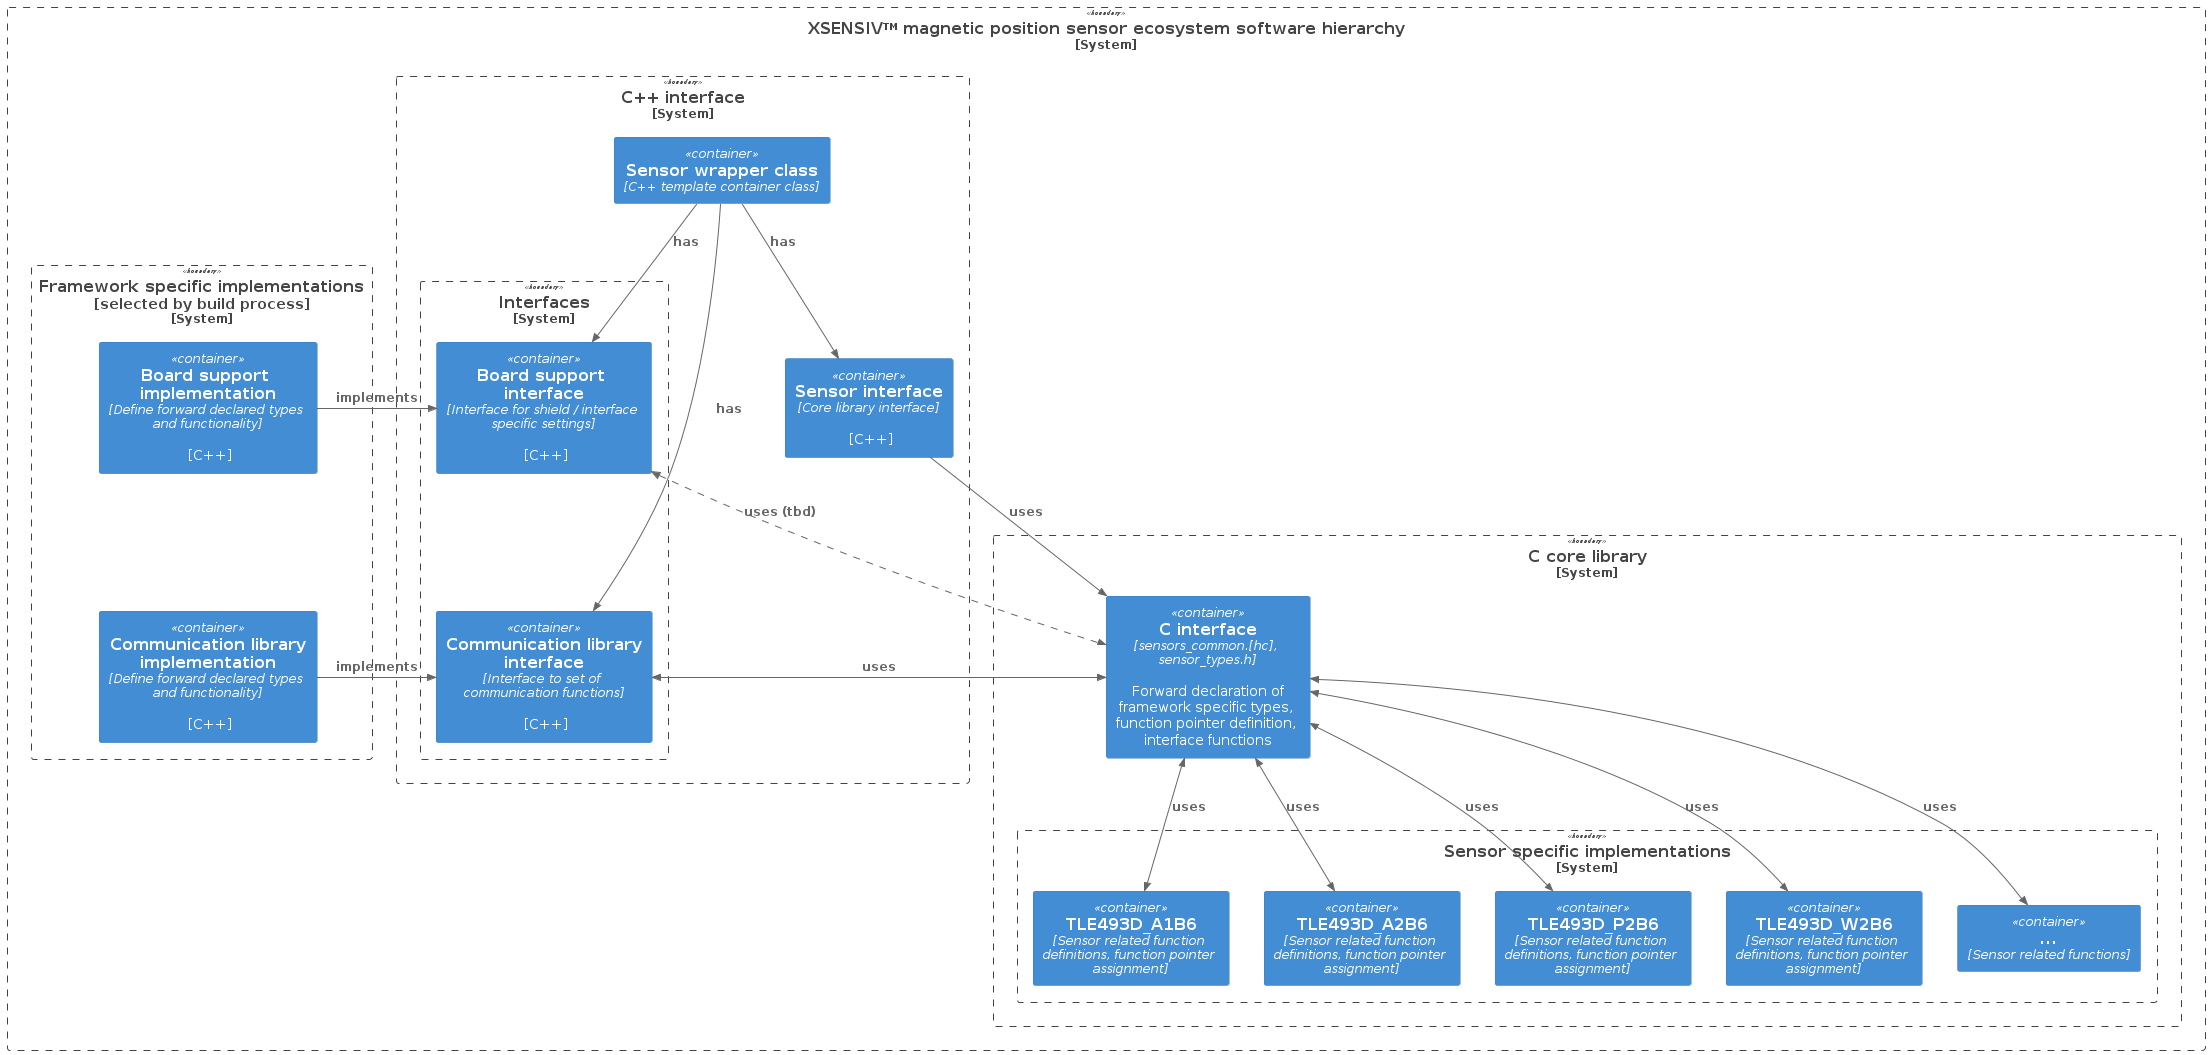 «boundary»
XSENSIV™ magnetic position sensor ecosystem software hierarchy
[System]
«boundary»
C++ interface
[System]
«container»
Sensor wrapper class
[C++ template container class]
has
has
has
«boundary»
Framework specific implementations
[selected by build process]
[System]
«container»
Board support
implementation
[Define forward declared types
and functionality]
[C++]
implements
«container»
Communication library
implementation
[Define forward declared types
and functionality]
[C++]
implements
«boundary»
Interfaces
[System]
«container»
Board support
interface
[Interface for shield / interface
specific settings]
[C++]
«container»
Communication library
interface
[Interface to set of
communication functions]
[C++]
«container»
Sensor interface
[Core library interface]
[C++]
uses (tbd)
uses
uses
«boundary»
C core library
[System]
«container»
C interface
[sensors_common.[hc],
sensor_types.h]
Forward declaration of
framework specific types,
function pointer definition,
interface functions
uses
uses
uses
uses
uses
«boundary»
Sensor specific implementations
[System]
«container»
TLE493D_A1B6
[Sensor related function
definitions, function pointer
assignment]
«container»
TLE493D_A2B6
[Sensor related function
definitions, function pointer
assignment]
«container»
TLE493D_P2B6
[Sensor related function
definitions, function pointer
assignment]
«container»
TLE493D_W2B6
[Sensor related function
definitions, function pointer
assignment]
«container»
...
[Sensor related functions]